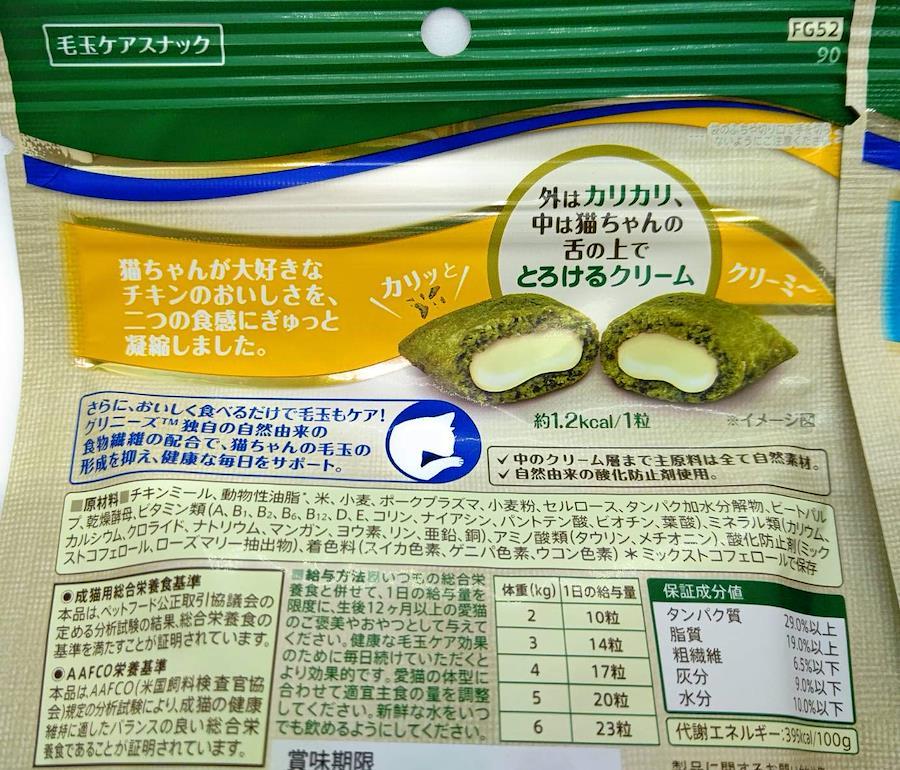 毛玉ケアスナック
FG52
90
袋のふちや切り口で手を切ら
ないようにご注意ください
外はカリカリ、
中は猫ちゃんの
舌の上で
とろけるクリーム
猫ちゃんが大好きな
チキンのおいしさを、
二つの食感にぎゅっと
凝縮しました。
カリッと
クリーミ〜
約1.2kcal/1粒
※イメージ図
さらに、おいしく食べるだけで毛玉もケア!
グリニーズ™独自の自然由来の
食物繊維の配合で、猫ちゃんの毛玉の
形成を抑え、健康な毎日をサポート。
✓中のクリーム層まで主原料は全て自然素材。
✓自然由来の酸化防止剤使用。
■原材料■チキンミール、動物性油脂*、米、小麦、ポークプラズマ、小麦粉、セルロース、タンパク加水分解物、ビートパル
プ、乾燥酵母、ビタミン類(A、B1、B2、B6、B12、D、E、コリン、ナイアシン、パントテン酸、ビオチン、葉酸)、ミネラル類(カリウム、
カルシウム、クロライド、ナトリウム、マンガン、ヨウ素、リン、亜鉛、銅)、アミノ酸類(タウリン、メチオニン)、酸化防止剤(ミック
ストコフェロール、ローズマリー抽出物)、着色料(スイカ色素、ゲニパ色素、ウコン色素) *ミックストコフェロールで保存
●成猫用総合栄養食基準
本品は、ペットフード公正取引協議会の
定める分析試験の結果、総合栄養食の
基準を満たすことが証明されています。
●AAFCO栄養基準
本品は、AAFCO(米国飼料検査官協
会)規定の分析試験により、成猫の健康
維持に適したバランスの良い総合栄
養食であることが証明されています。
■給与方法■いつもの総合栄
養食と併せて、1日の給与量を
限度に、生後12ヶ月以上の愛猫
のご褒美やおやつとして与えて
ください。健康な毛玉ケア効果
のために毎日続けていただくと
より効果的です。愛猫の体型に
合わせて適宜主食の量を調整
してください。新鮮な水をいつ
でも飲めるようにしてください。
体重(kg) 1日の給与量
2 10粒
3 14粒
4 17粒
5 20粒
6 23粒
保証成分値
タンパク質 29.0%以上
脂質 19.0%以上
粗繊維 6.5%以下
灰分 9.0%以下
水分 10.0%以下
代謝エネルギー:395kcal/100g
賞味期限
製品に関するお問い合わせ